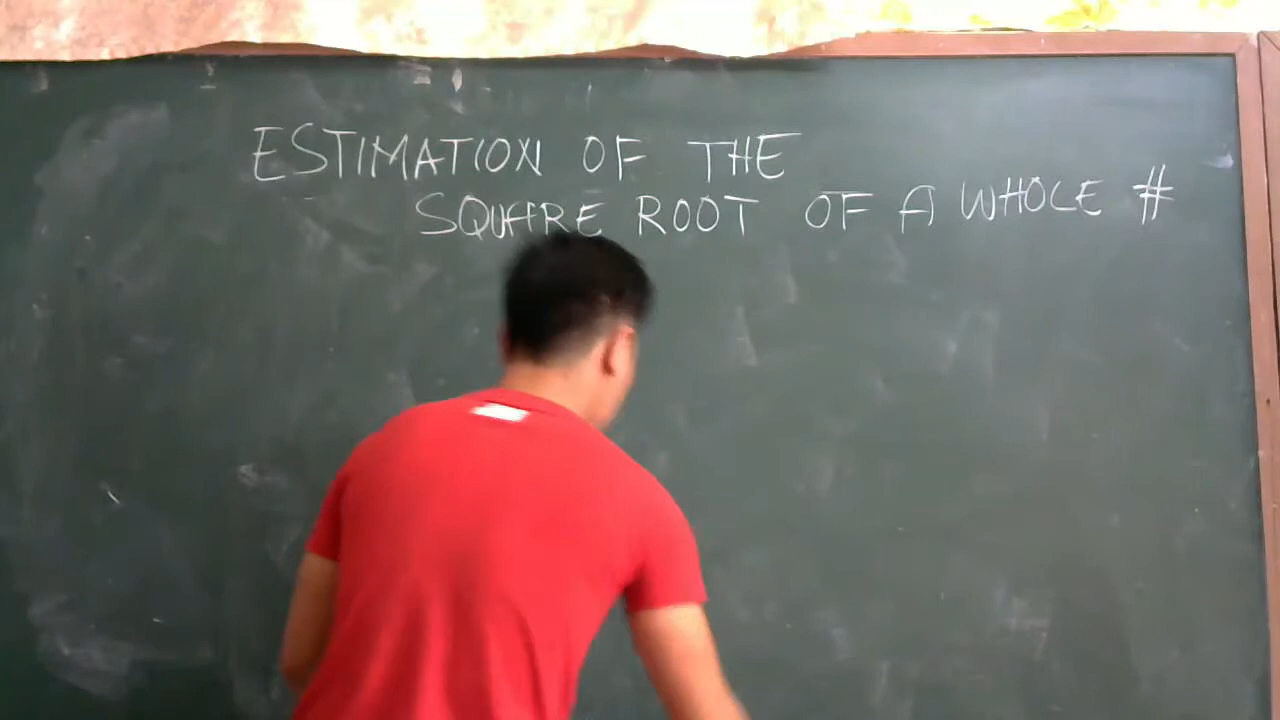 ESTIMATION OF THE
SQUARE ROOT OF A WHOLE #